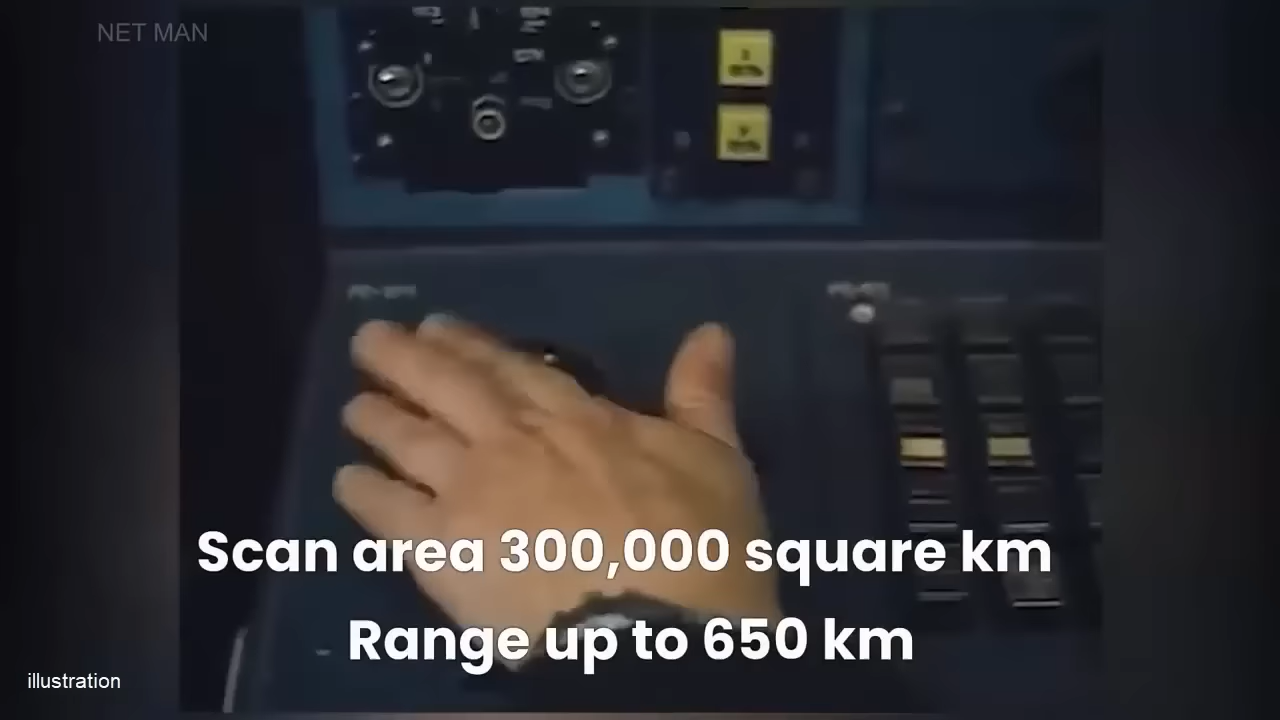 NET MAN
Scan area 300,000 square km
Range up to 650 km
illustration